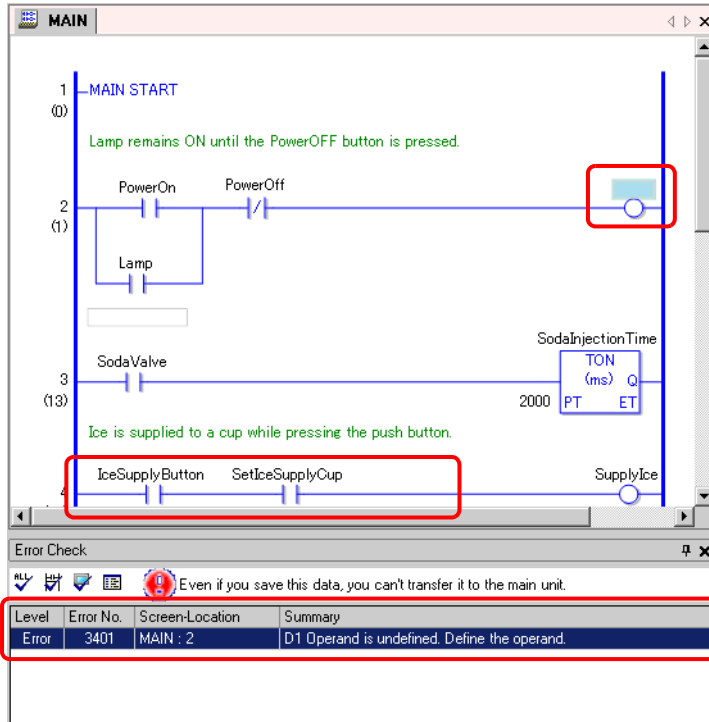 MAIN
1 MAIN START
(0)
Lamp remains ON until the PowerOFF button is pressed.
PowerOn PowerOff
2
(1)
Lamp
SodaInjectionTime
SodaValve TON
3 (ms) Q
(13) 2000 PT ET
Ice is supplied to a cup while pressing the push button.
IceSupplyButton SetIceSupplyCup SupplyIce
4
Error Check
ALL Even if you save this data, you can't transfer it to the main unit.
Level Error No. Screen-Location Summary
Error 3401 MAIN : 2 D1 Operand is undefined. Define the operand.